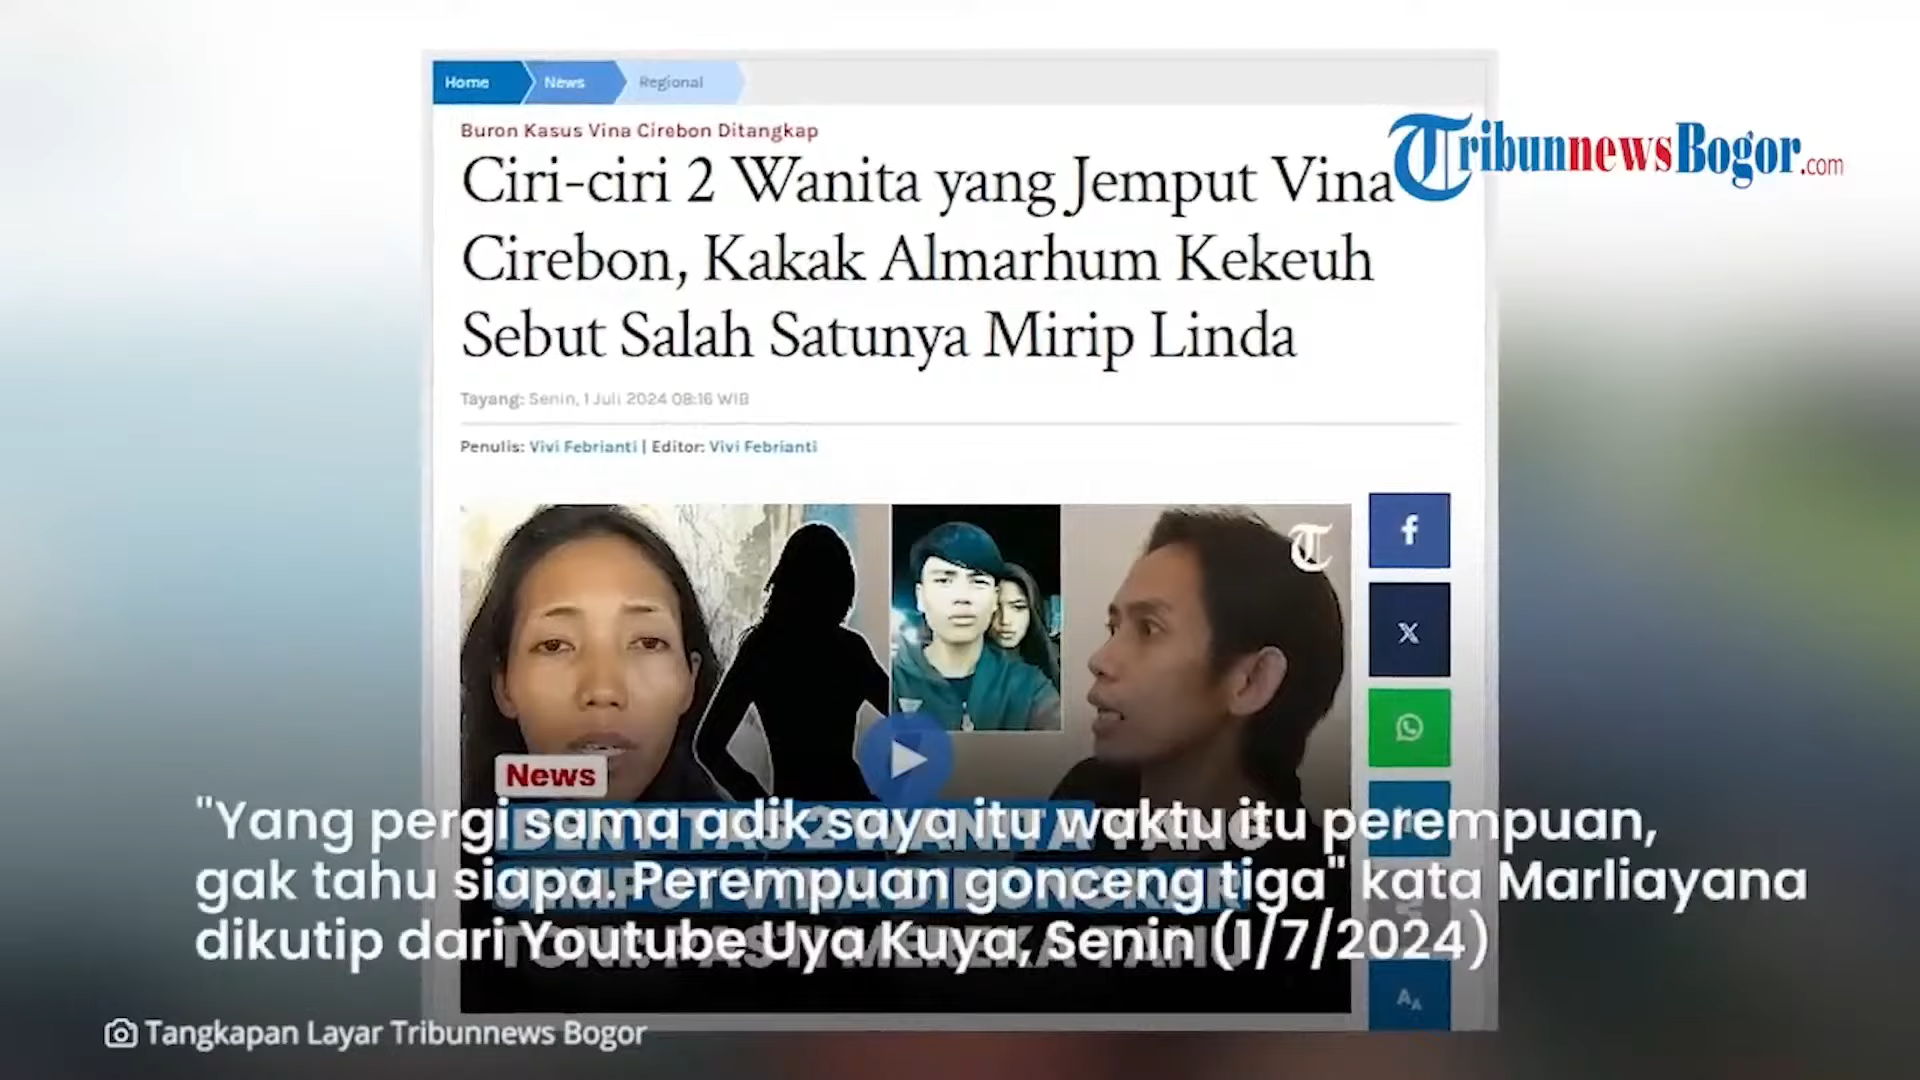 Home News Regional
Buron Kasus Vina Cirebon Ditangkap
TribunnewsBogor.com
Ciri-ciri 2 Wanita yang Jemput Vina
Cirebon, Kakak Almarhum Kekeuh
Sebut Salah Satunya Mirip Linda
Tayang: Senin, 1 Juli 2024 08:16 WIB
Penulis: Vivi Febrianti | Editor: Vivi Febrianti
News
"Yang pergi sama adik saya itu waktu itu perempuan,
gak tahu siapa. Perempuan gonceng tiga" kata Marliayana
dikutip dari Youtube Uya Kuya, Senin (1/7/2024)
Tangkapan Layar Tribunnews Bogor